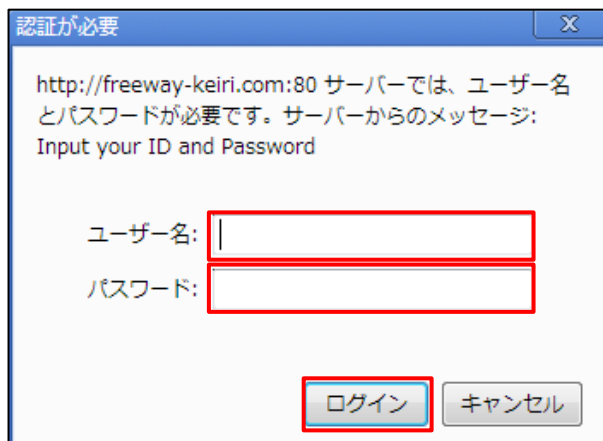 認証が必要
http://freeway-keiri.com:80 サーバーでは、ユーザー名
とパスワードが必要です。サーバーからのメッセージ:
Input your ID and Password
ユーザー名:
パスワード:
ログイン キャンセル